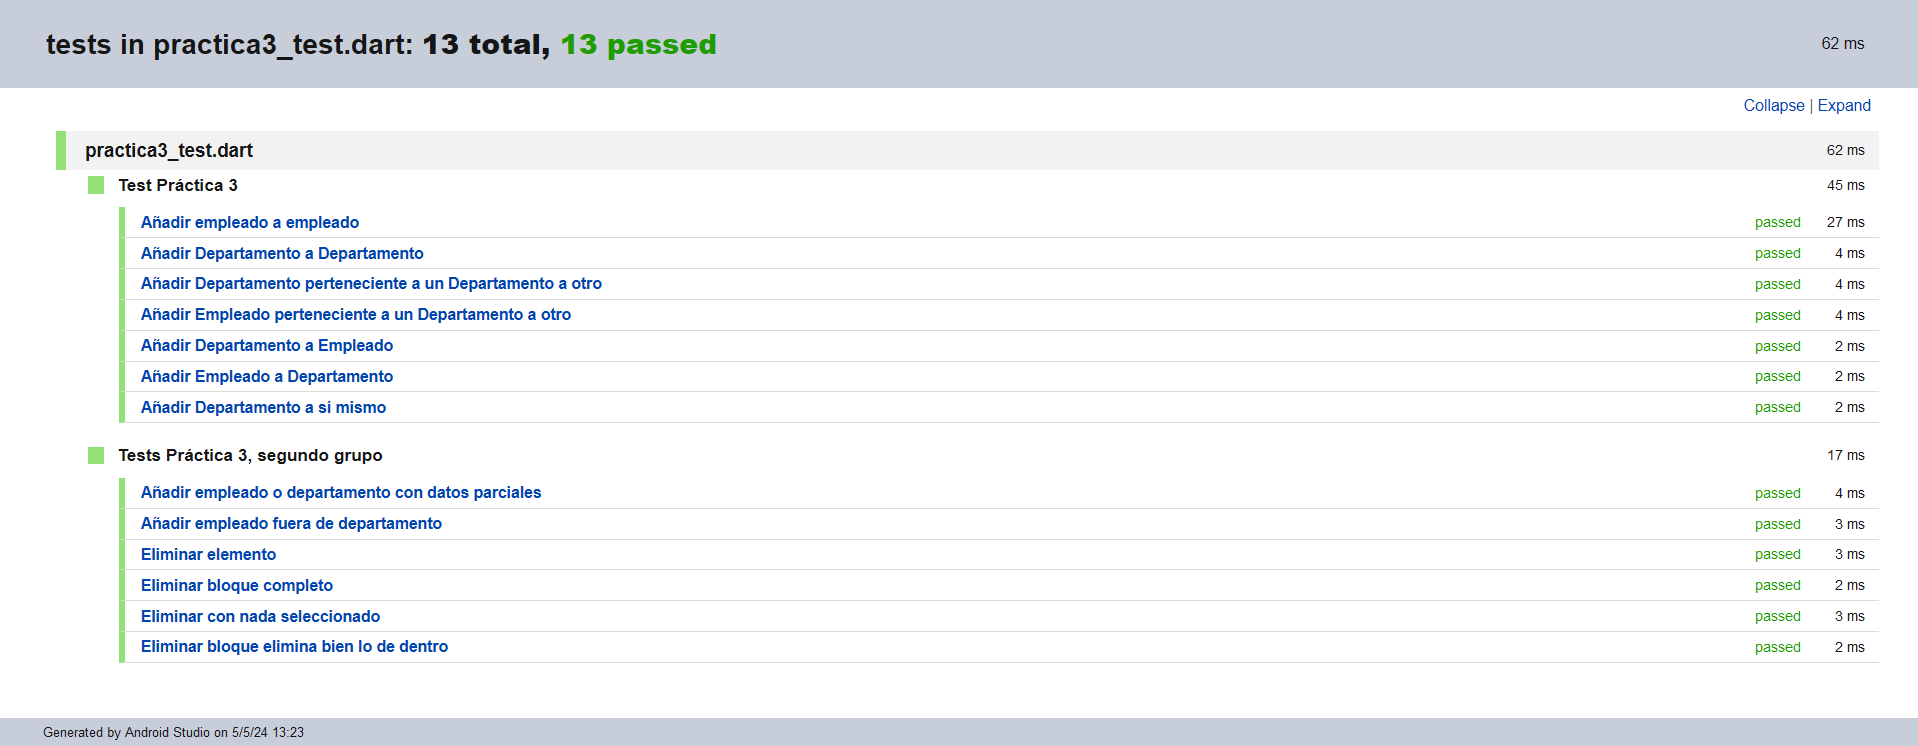 tests in practica3_test.dart: 13 total, 13 passed 62 ms
Collapse | Expand
practica3_test.dart 62 ms
Test Práctica 3 45 ms
Añadir empleado a empleado passed 27 ms
Añadir Departamento a Departamento passed 4 ms
Añadir Departamento perteneciente a un Departamento a otro passed 4 ms
Añadir Empleado perteneciente a un Departamento a otro passed 4 ms
Añadir Departamento a Empleado passed 2 ms
Añadir Empleado a Departamento passed 2 ms
Añadir Departamento a sí mismo passed 2 ms
Tests Práctica 3, segundo grupo 17 ms
Añadir empleado o departamento con datos parciales passed 4 ms
Añadir empleado fuera de departamento passed 3 ms
Eliminar elemento passed 3 ms
Eliminar bloque completo passed 2 ms
Eliminar con nada seleccionado passed 3 ms
Eliminar bloque elimina bien lo de dentro passed 2 ms
Generated by Android Studio on 5/5/24 13:23